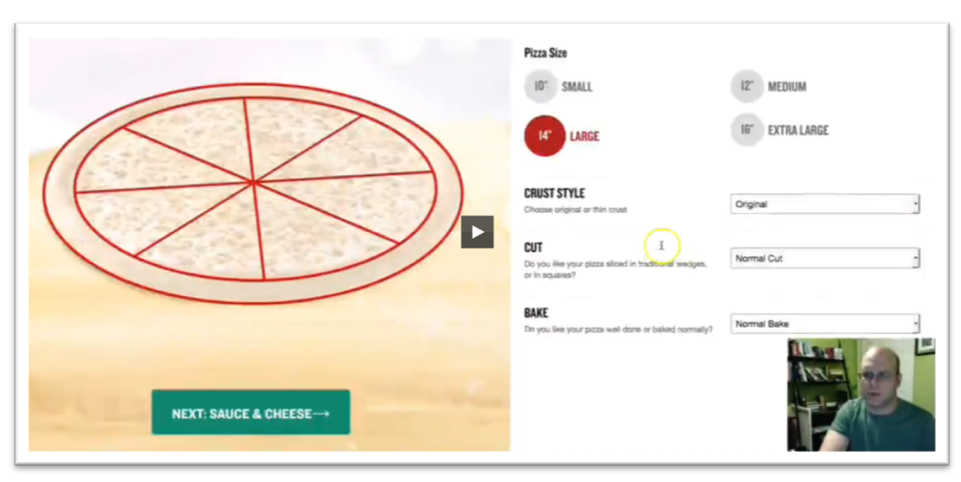 Pizza Size
10" SMALL
12" MEDIUM
14" LARGE
16" EXTRA LARGE
CRUST STYLE
Choose original or thin crust
Original
CUT
Do you like your pizza sliced in traditional wedges,
or in squares?
Normal Cut
BAKE
Do you like your pizza well done or baked normally?
Normal Bake
NEXT: SAUCE & CHEESE→